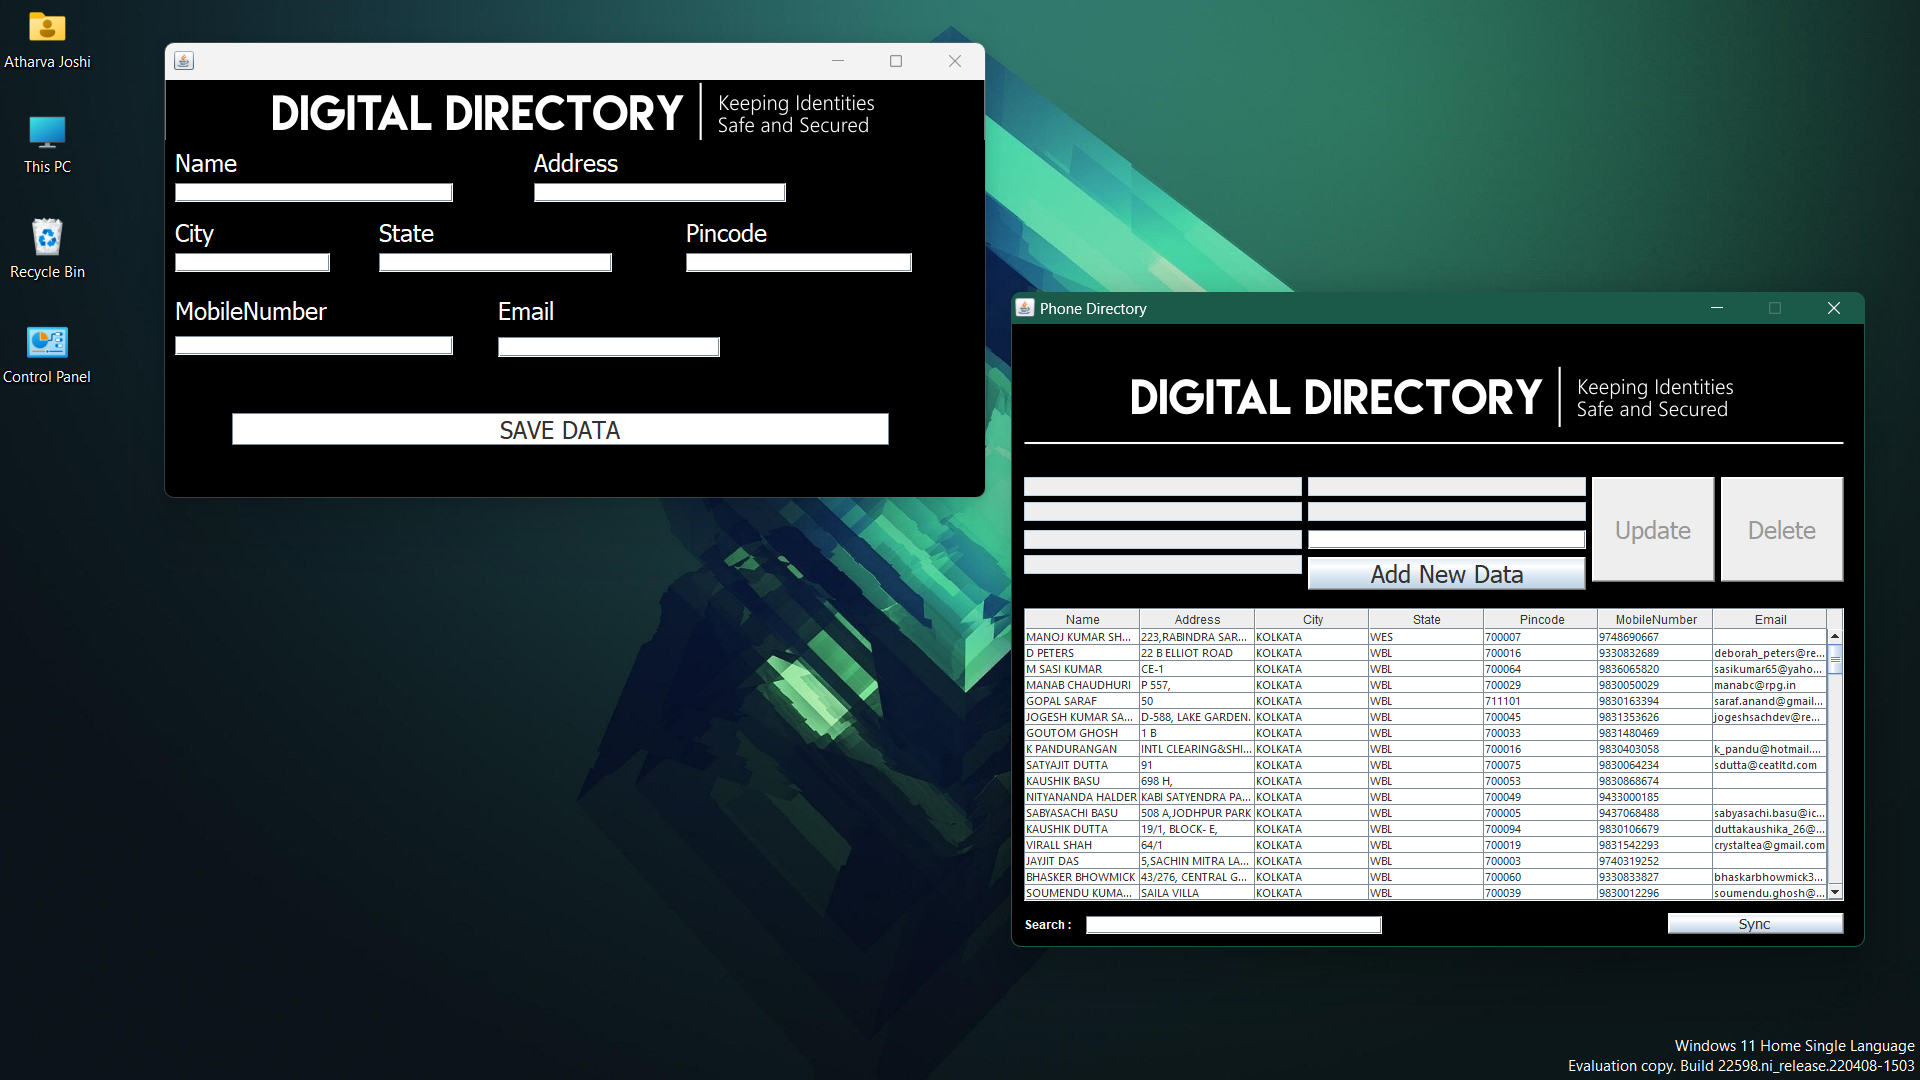 Atharva Joshi
This PC
Recycle Bin
Control Panel
DIGITAL DIRECTORY
Keeping Identities
Safe and Secured
Name Address
City State Pincode
MobileNumber Email
SAVE DATA
Phone Directory
DIGITAL DIRECTORY
Keeping Identities
Safe and Secured
Update Delete
Add New Data
Name Address City State Pincode MobileNumber Email
MANOJ KUMAR SH... 223,RABINDRA SAR... KOLKATA WES 700007 9748690667
D PETERS 22 B ELLIOT ROAD KOLKATA WBL 700016 9330832689 deborah_peters@re...
M SASI KUMAR CE-1 KOLKATA WBL 700064 9836065820 sasikumar65@yaho...
MANAB CHAUDHURI P 557, KOLKATA WBL 700029 9830050029 manabc@rpg.in
GOPAL SARAF 50 KOLKATA WBL 711101 9830163394 saraf.anand@gmail...
JOGESH KUMAR SA... D-588, LAKE GARDEN. KOLKATA WBL 700045 9831353626 jogeshsachdev@re...
GOUTOM GHOSH 1 B KOLKATA WBL 700033 9831480469
K PANDURANGAN INTL CLEARING&SHI... KOLKATA WBL 700016 9830403058 k_pandu@hotmail....
SATYAJIT DUTTA 91 KOLKATA WBL 700075 9830064234 sdutta@ceatltd.com
KAUSHIK BASU 698 H, KOLKATA WBL 700053 9830868674
NITYANANDA HALDER KABI SATYENDRA PA... KOLKATA WBL 700049 9433000185
SABYASACHI BASU 508 A,JODHPUR PARK KOLKATA WBL 700005 9437068488 sabyasachi.basu@ic...
KAUSHIK DUTTA 19/1, BLOCK- E, KOLKATA WBL 700094 9830106679 duttakaushika_26@...
VIRALL SHAH 64/1 KOLKATA WBL 700019 9831542293 crystaltea@gmail.com
JAYJIT DAS 5,SACHIN MITRA LA... KOLKATA WBL 700003 9740319252
BHASKER BHOWMICK 43/276, CENTRAL G... KOLKATA WBL 700060 9330833827 bhaskarbhowmick3...
SOUMENDU KUMA... SAILA VILLA KOLKATA WBL 700039 9830012296 soumendu.ghosh@...
Search :
Sync
Windows 11 Home Single Language
Evaluation copy. Build 22598.ni_release.220408-1503